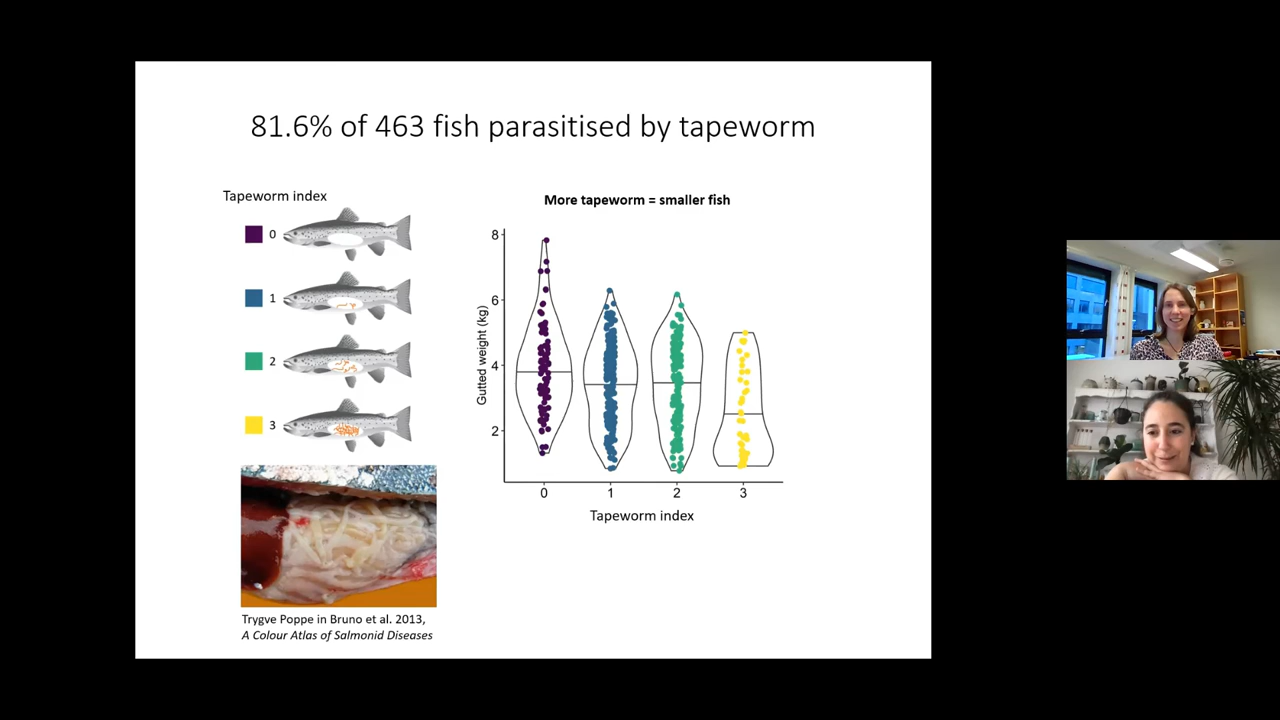 81.6% of 463 fish parasitised by tapeworm
Tapeworm index
0
1
2
3
Trygve Poppe in Bruno et al. 2013,
A Colour Atlas of Salmonid Diseases
More tapeworm = smaller fish
Gutted weight (kg)
8
6
4
2
0 1 2 3
Tapeworm index